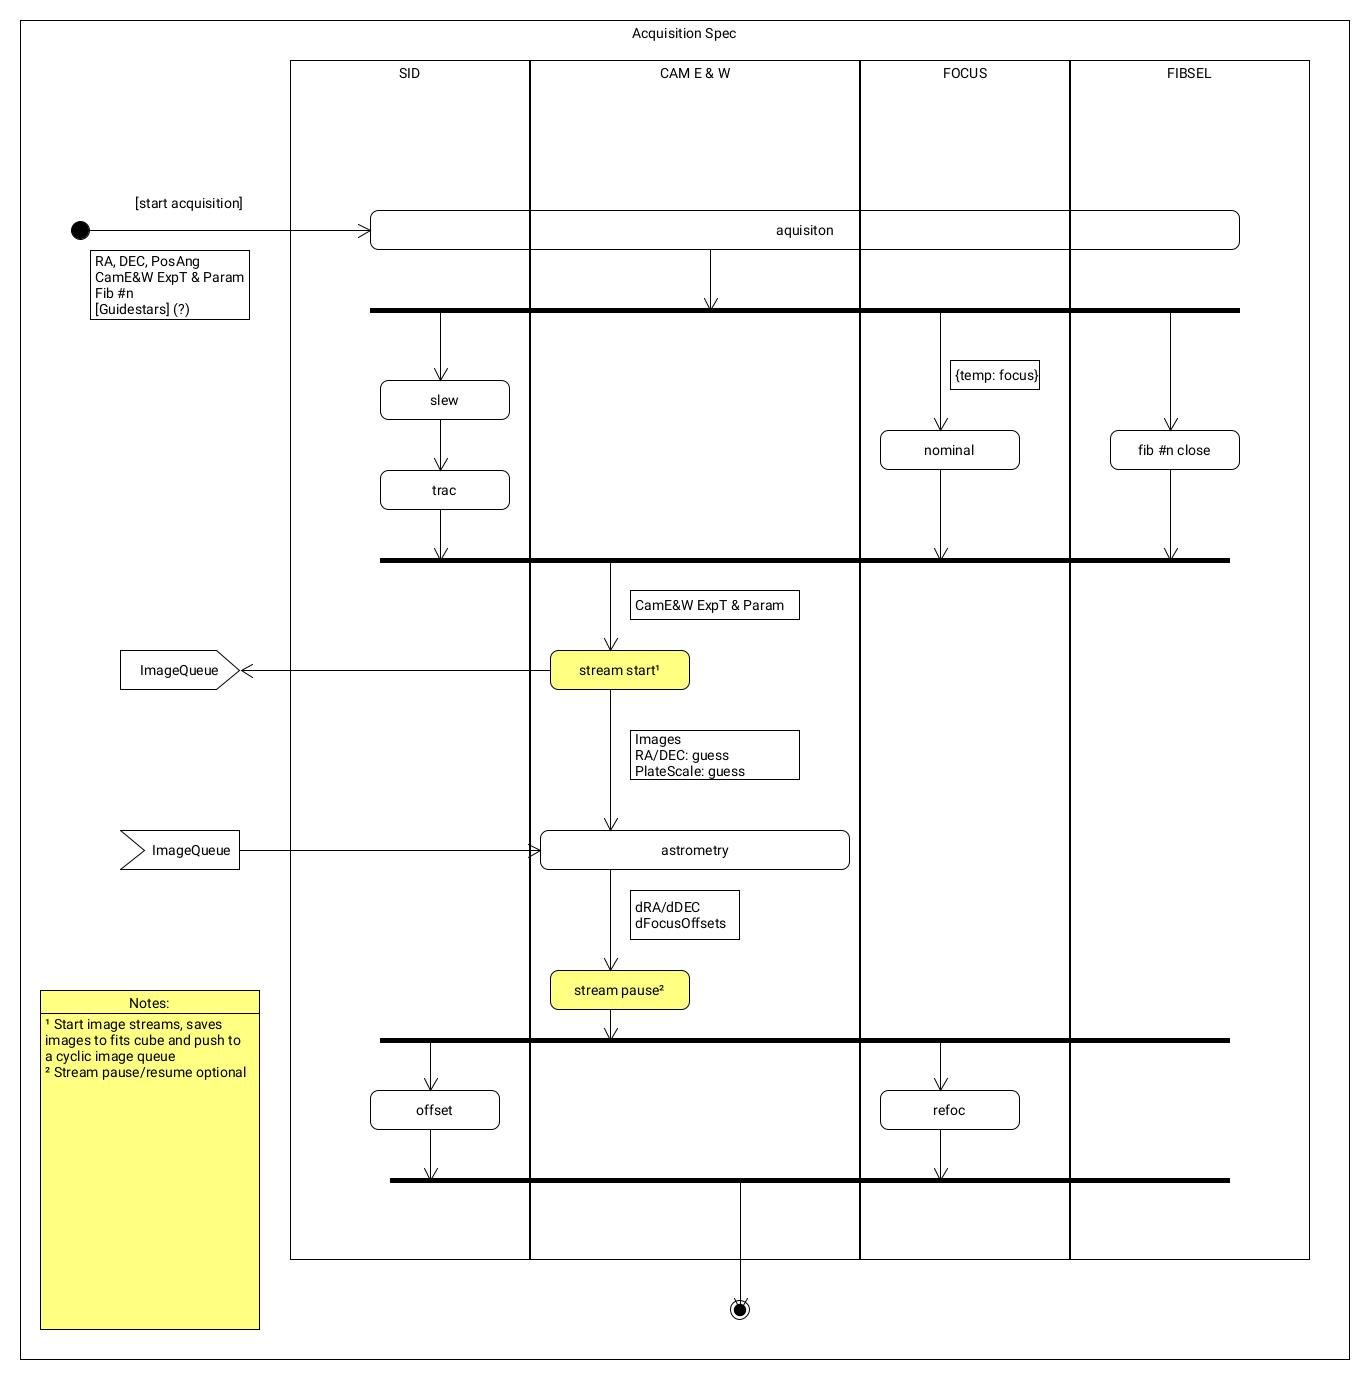 Acquisition Spec
SID
CAM E & W
FOCUS
FIBSEL
[start acquisition]
aquisiton
RA, DEC, PosAng
CamE&W ExpT & Param
Fib #n
[Guidestars] (?)
{temp: focus}
slew
nominal
fib #n close
trac
CamE&W ExpT & Param
ImageQueue
stream start¹
Images
RA/DEC: guess
PlateScale: guess
ImageQueue
astrometry
dRA/dDEC
dFocusOffsets
stream pause²
Notes:
¹ Start image streams, saves
images to fits cube and push to
a cyclic image queue
² Stream pause/resume optional
offset
refoc